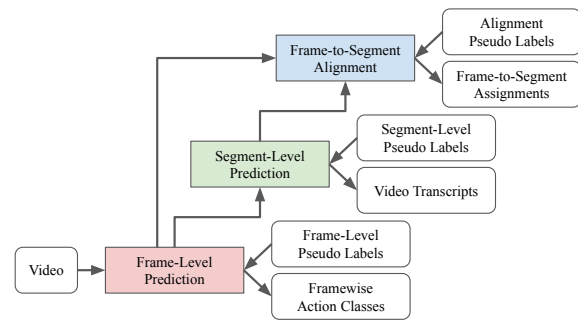 Frame-to-Segment
Alignment
Alignment
Pseudo Labels
Frame-to-Segment
Assignments
Segment-Level
Prediction
Segment-Level
Pseudo Labels
Video Transcripts
Video
Frame-Level
Prediction
Frame-Level
Pseudo Labels
Framewise
Action Classes